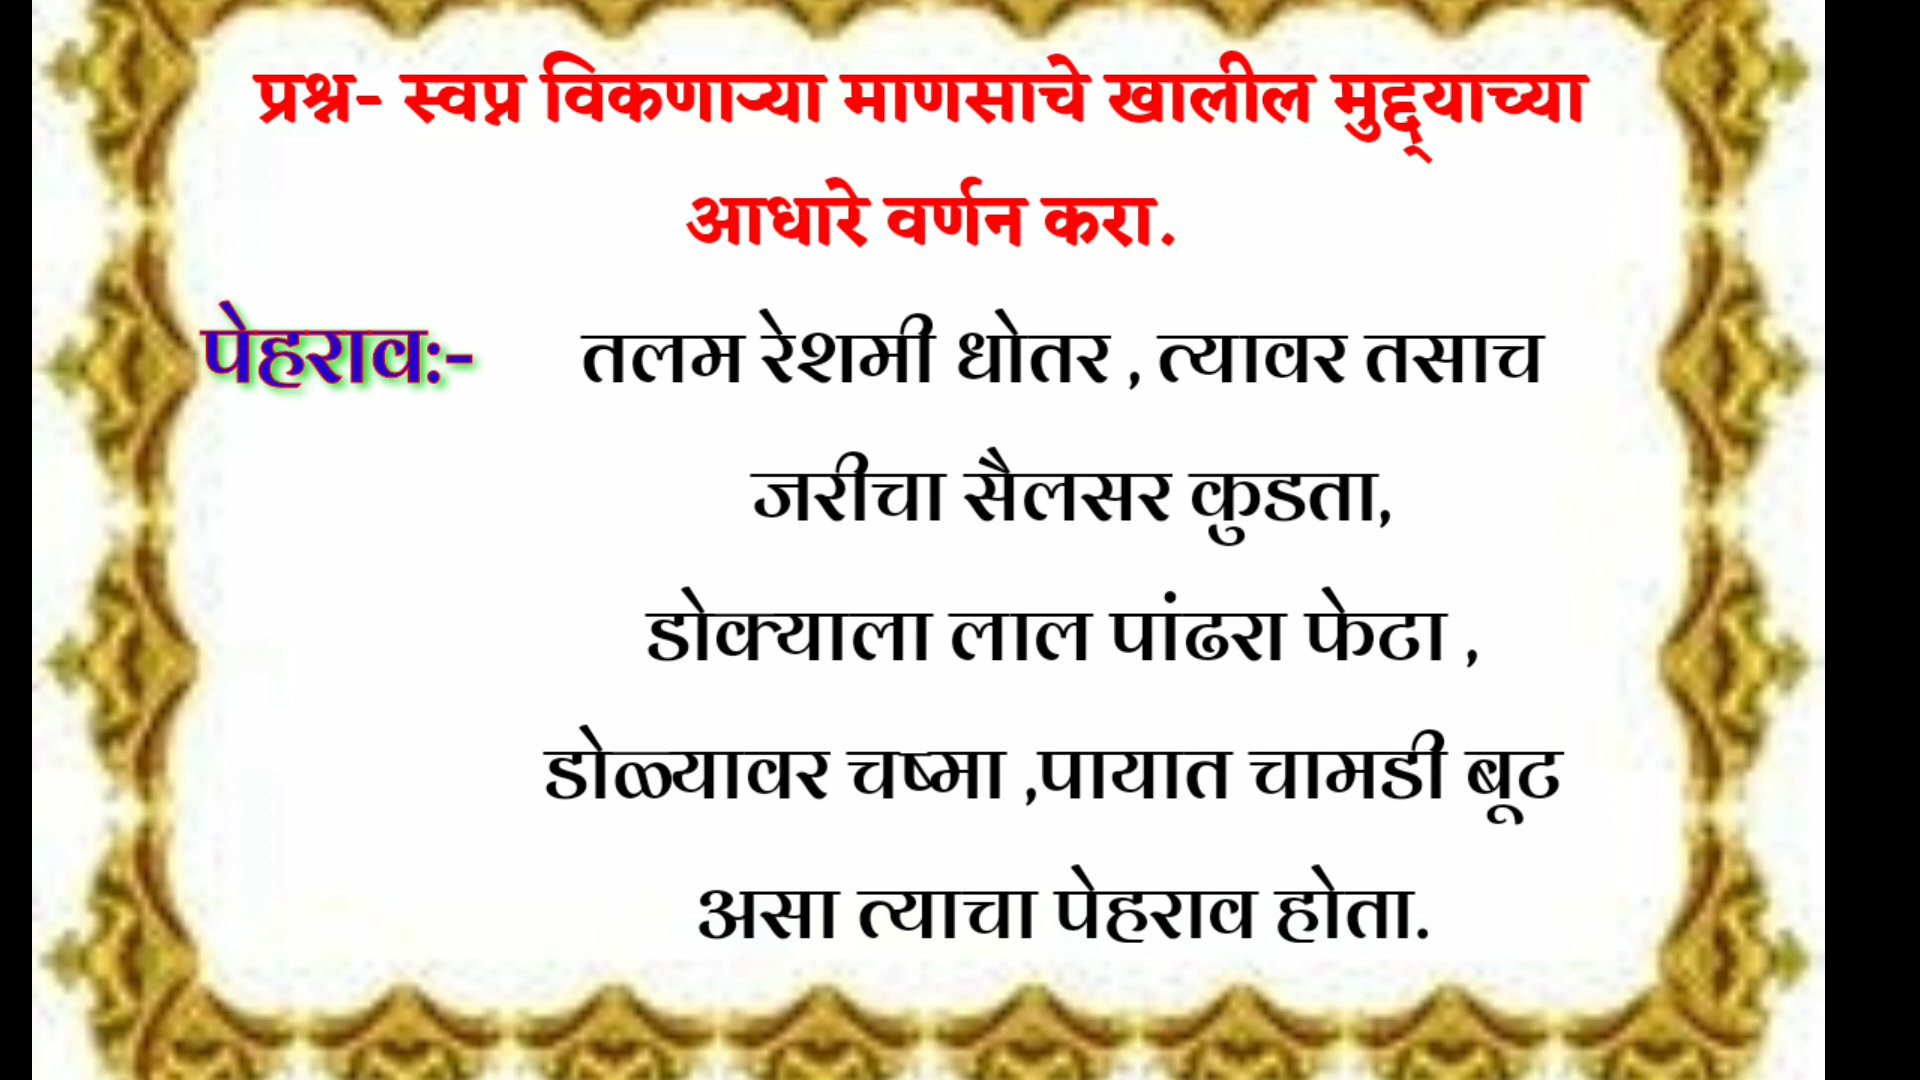 प्रश्न- स्वप्न विकणाऱ्या माणसाचे खालील मुद्द्याच्या
आधारे वर्णन करा.
पेहराव:- तलम रेशमी धोतर , त्यावर तसाच
जरीचा सैलसर कुडता,
डोक्याला लाल पांढरा फेटा ,
डोळ्यावर चष्मा ,पायात चामडी बूट
असा त्याचा पेहराव होता.